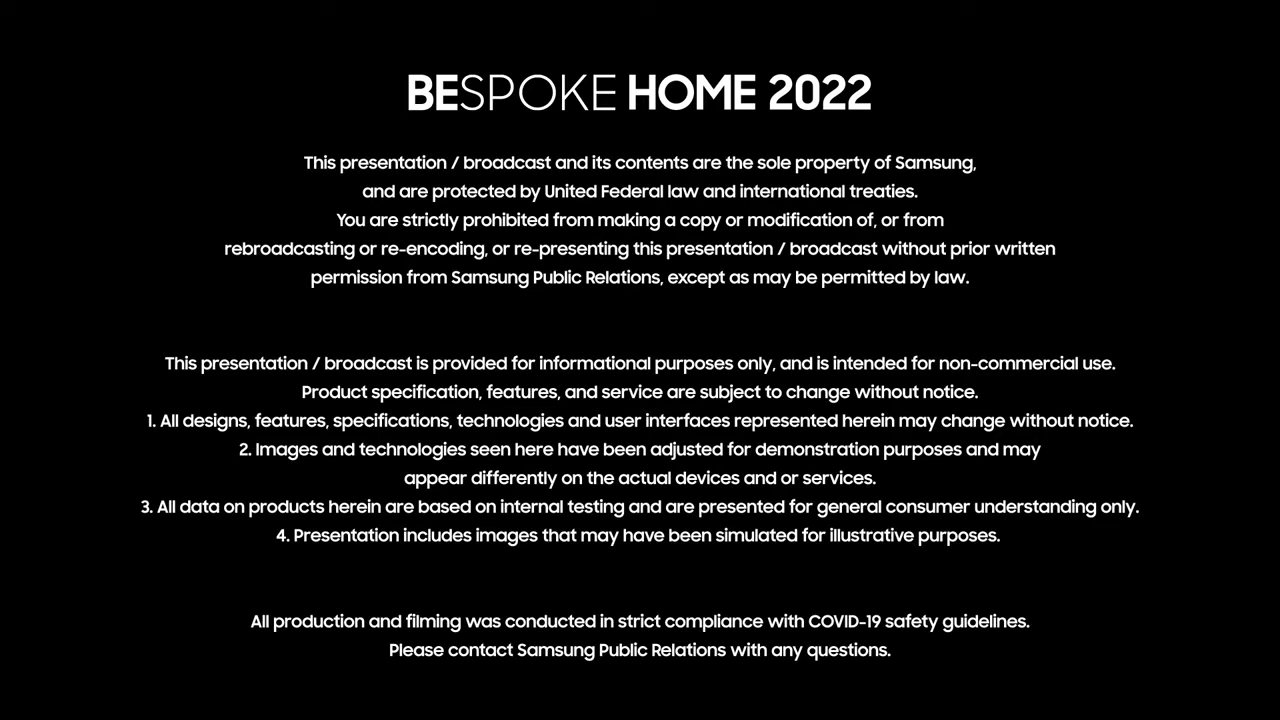 BESPOKE HOME 2022
This presentation / broadcast and its contents are the sole property of Samsung,
and are protected by United Federal law and international treaties.
You are strictly prohibited from making a copy or modification of, or from
rebroadcasting or re-encoding, or re-presenting this presentation / broadcast without prior written
permission from Samsung Public Relations, except as may be permitted by law.
This presentation / broadcast is provided for informational purposes only, and is intended for non-commercial use.
Product specification, features, and service are subject to change without notice.
1. All designs, features, specifications, technologies and user interfaces represented herein may change without notice.
2. Images and technologies seen here have been adjusted for demonstration purposes and may
appear differently on the actual devices and or services.
3. All data on products herein are based on internal testing and are presented for general consumer understanding only.
4. Presentation includes images that may have been simulated for illustrative purposes.
All production and filming was conducted in strict compliance with COVID-19 safety guidelines.
Please contact Samsung Public Relations with any questions.